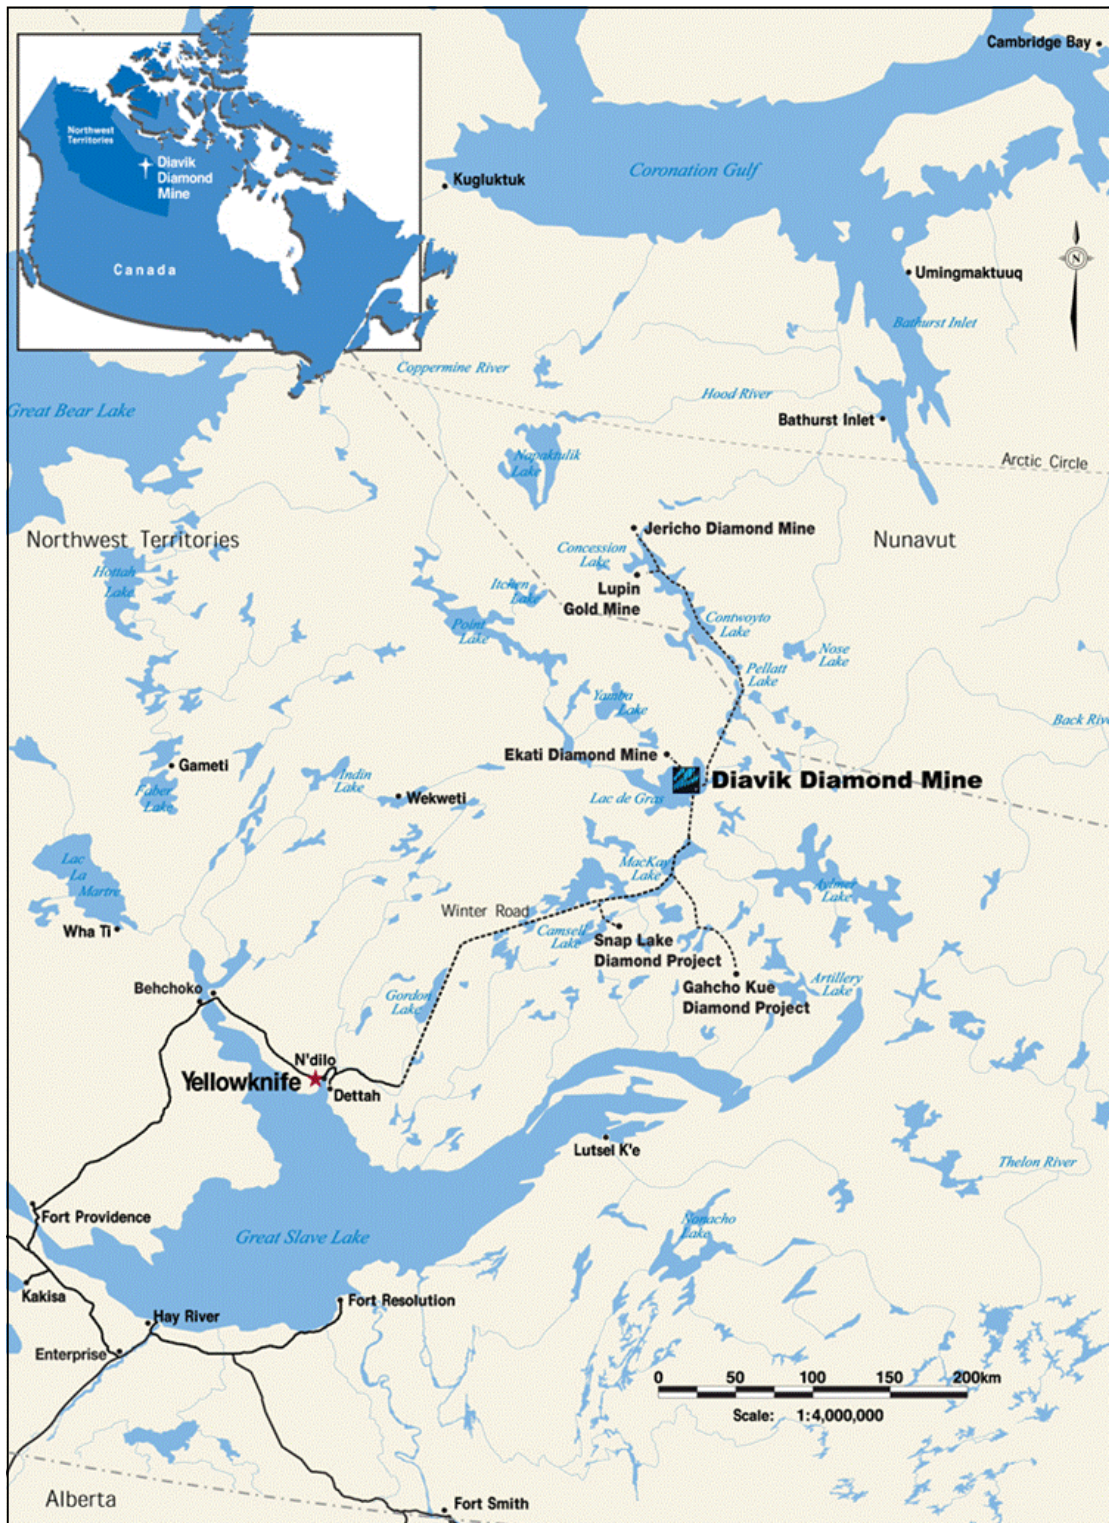 Cambridge Bay
Northwest
Territories
Diavik
Diamond
Mine
Canada
Coronation Gulf
Kugluktuk
N
Umingmaktuuq
Bathurst Inlet
Coppermine River
Hood River
Great Bear Lake
Bathurst Inlet
Arctic Circle
Napaktulik
Lake
Jericho Diamond Mine
Northwest Territories
Nunavut
Concession
Lake
Hottah
Lake
Itchen
Lake
Lupin
Gold Mine
Contwoyto
Lake
Point
Lake
Nose
Lake
Pellatt
Lake
Yamba
Lake
Back Rive
Ekati Diamond Mine
Gameti
Diavik Diamond Mine
Indin
Lake
Faber
Lake
Wekweti
Lac de Gras
Lac
La
Martre
MacKay
Lake
Aylmer
Lake
Winter Road
Wha Ti
Camsell
Lake
Snap Lake
Diamond Project
Behchoko
Gordon
Lake
Gahcho Kue
Diamond Project
Artillery
Lake
N'dilo
Yellowknife
Dettah
Lutsel K'e
Thelon River
Fort Providence
Nonacho
Lake
Great Slave Lake
Kakisa
Hay River
Fort Resolution
Enterprise
0 50 100 150 200km
Scale: 1:4,000,000
Alberta
Fort Smith